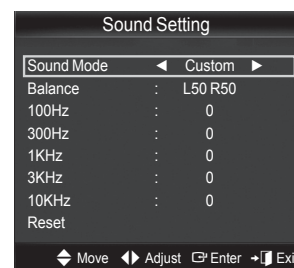 Sound Setting
Sound Mode ◀ Custom ▶
Balance : L50 R50
100Hz : 0
300Hz : 0
1KHz : 0
3KHz : 0
10KHz : 0
Reset
Move Adjust Enter Exi